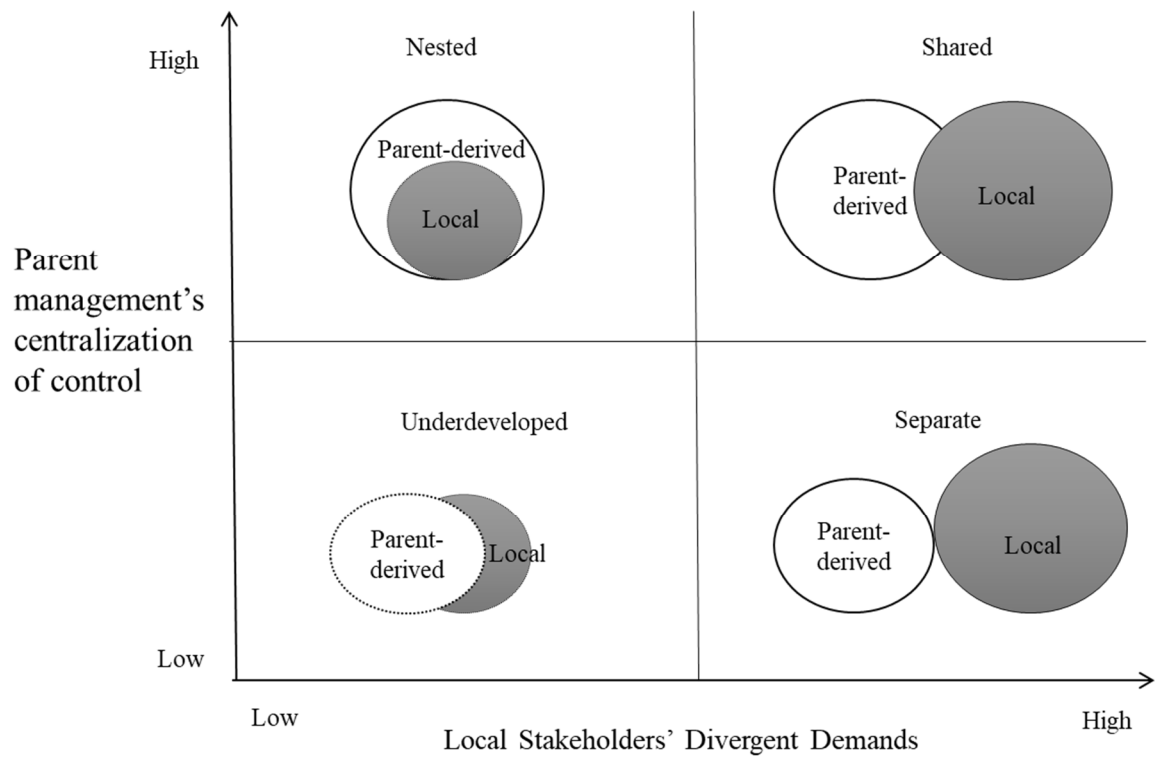 Nested
Shared
High
Parent-derived
Local
Parent-
derived
Local
Parent
management’s
centralization
of control
Underdeveloped
Separate
Parent-
derived
Local
Parent-
derived
Local
Low
Low
High
Local Stakeholders’ Divergent Demands